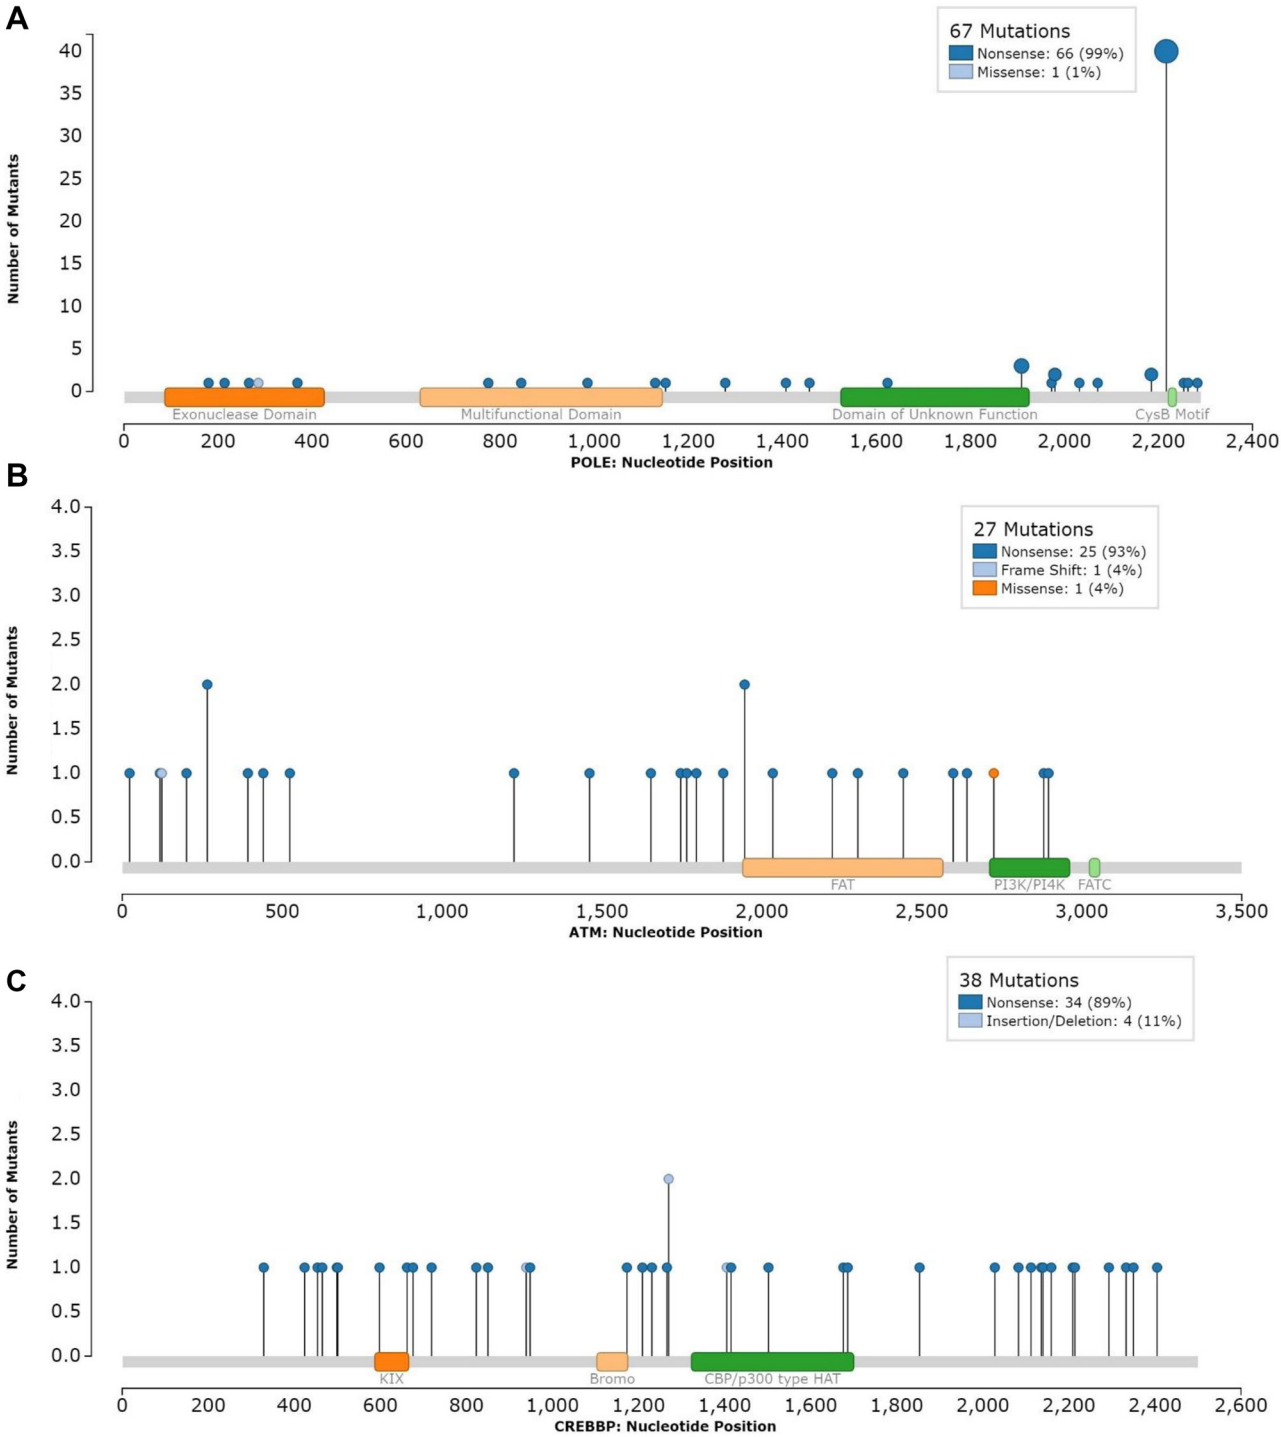 A
67 Mutations
Nonsense: 66 (99%)
Missense: 1 (1%)
Number of Mutants
40
35
30
25
20
15
10
5
0
Exonuclease Domain
Multifunctional Domain
Domain of Unknown Function
CysB Motif
0 200 400 600 800 1,000 1,200 1,400 1,600 1,800 2,000 2,200 2,400
POLE: Nucleotide Position
B
27 Mutations
Nonsense: 25 (93%)
Frame Shift: 1 (4%)
Missense: 1 (4%)
Number of Mutants
4.0
3.5
3.0
2.5
2.0
1.5
1.0
0.5
0.0
FAT
PI3K/PI4K
FATC
0 500 1,000 1,500 2,000 2,500 3,000 3,500
ATM: Nucleotide Position
C
38 Mutations
Nonsense: 34 (89%)
Insertion/Deletion: 4 (11%)
Number of Mutants
4.0
3.5
3.0
2.5
2.0
1.5
1.0
0.5
0.0
KIX
Bromo
CBP/p300 type HAT
0 200 400 600 800 1,000 1,200 1,400 1,600 1,800 2,000 2,200 2,400 2,600
CREBBP: Nucleotide Position